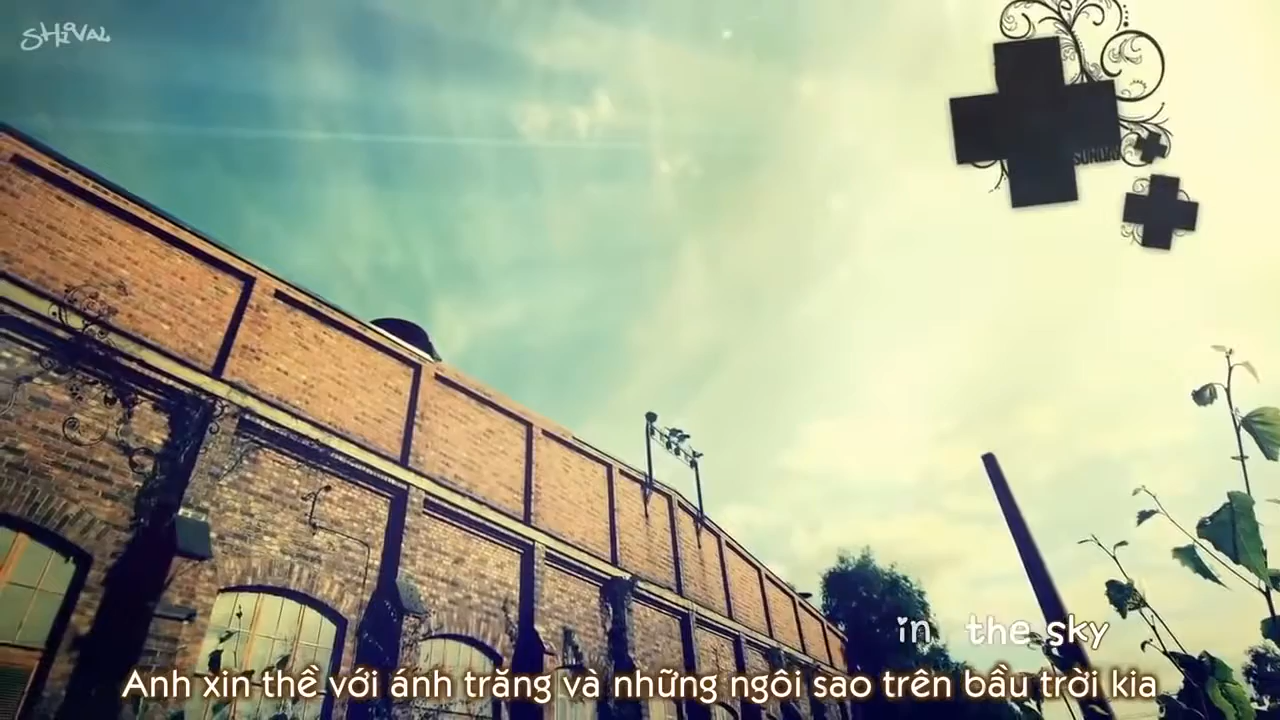 SHiVAL
in the sky
Anh xin thề với ánh trăng và những ngôi sao trên bầu trời kia